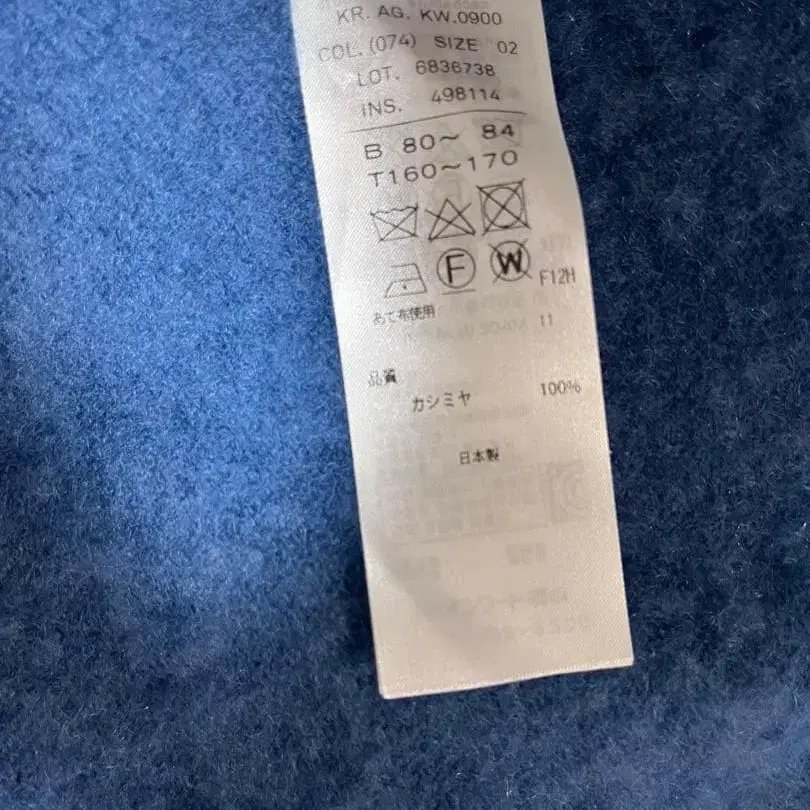 KR. AG. KW.0900
COL.(074) SIZE 02
LOT. 6836738
INS. 498114
B 80～ 84
T160～170
F W F12H
あて布使用 11
品質
カシミヤ 100%
日本製